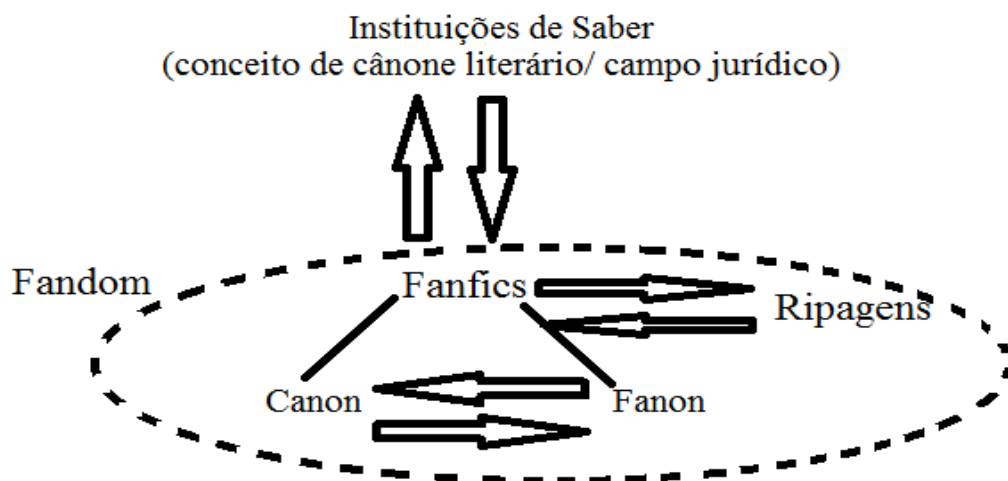 Instituições de Saber
(conceito de cânone literário/ campo jurídico)
Fandom
Fanfics
Ripagens
Canon
Fanon